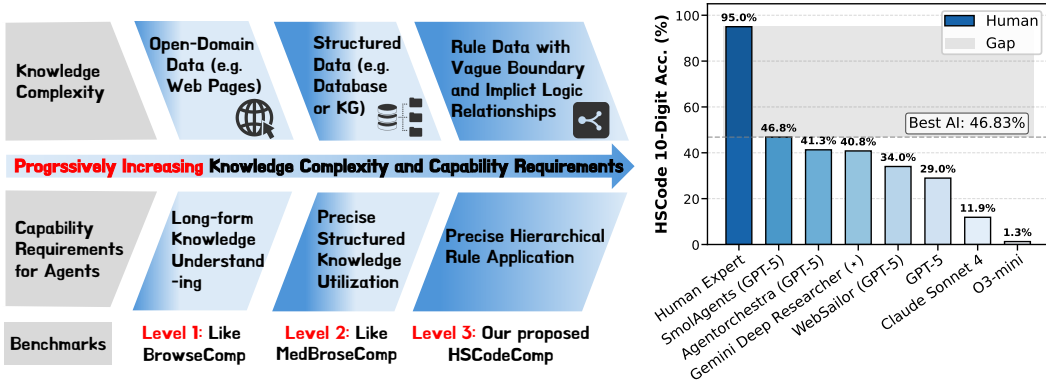 Knowledge
Complexity
Open-Domain
Data (e.g.
Web Pages)
Structured
Data (e.g.
Database
or KG)
Rule Data with
Vague Boundary
and Implict Logic
Relationships
Progrssively Increasing Knowledge Complexity and Capability Requirements
Capability
Requirements
for Agents
Long-form
Knowledge
Understand
-ing
Precise
Structured
Knowledge
Utilization
Precise Hierarchical
Rule Application
Benchmarks
Level 1: Like
BrowseComp
Level 2: Like
MedBroseComp
Level 3: Our proposed
HSCodeComp
HSCode 10-Digit Acc. (%)
100
80
60
40
20
0
Human
Gap
Best AI: 46.83%
95.0%
46.8%
41.3%
40.8%
34.0%
29.0%
11.9%
1.3%
Human Expert
SmolAgents (GPT-5)
Agentorchestra (GPT-5)
Gemini Deep Researcher (⋆)
WebSailor (GPT-5)
GPT-5
Claude Sonnet 4
O3-mini